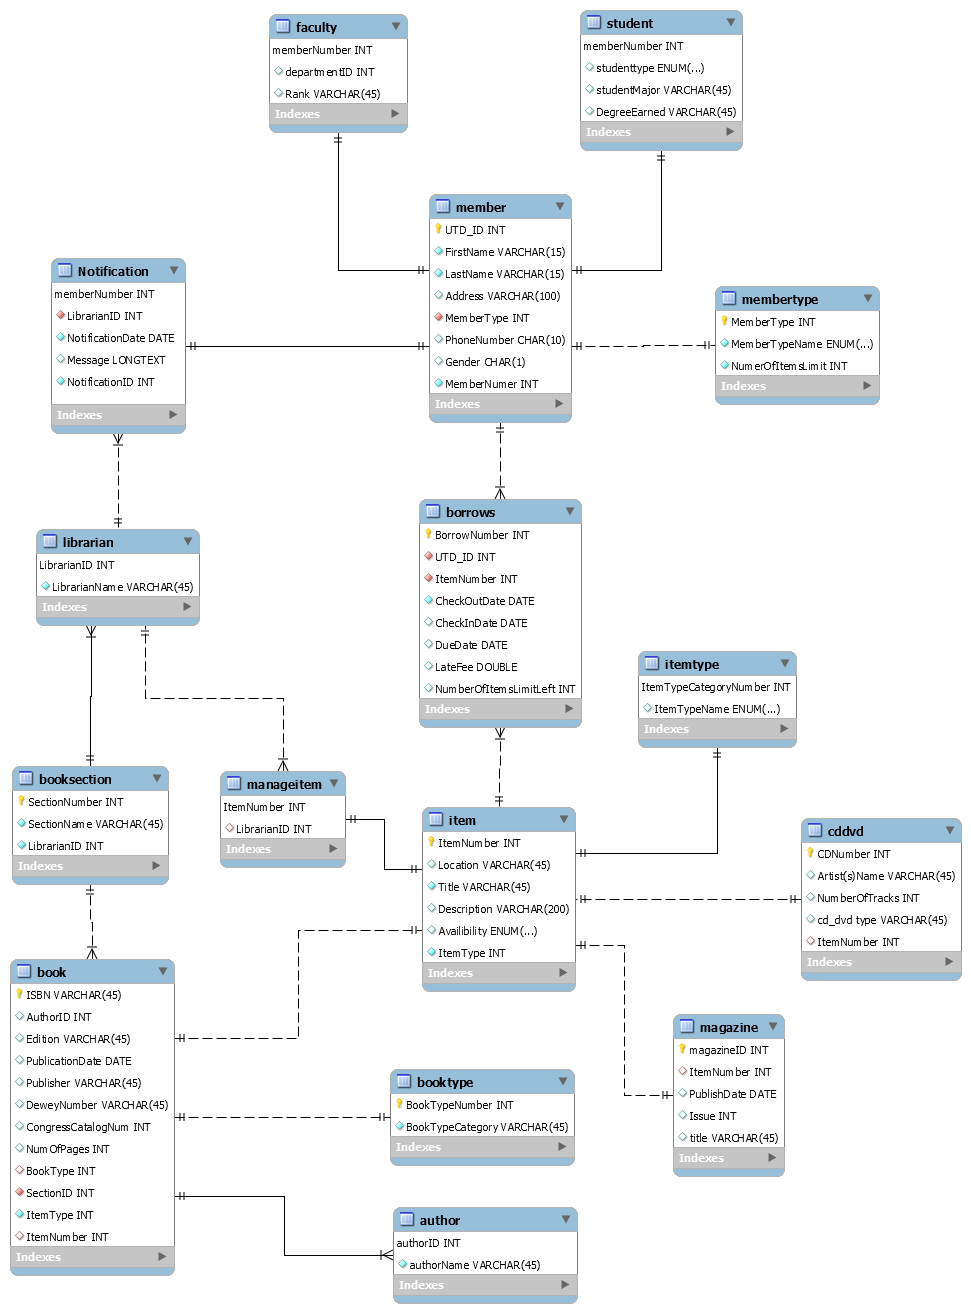 faculty
memberNumber INT
departmentID INT
Rank VARCHAR(45)
Indexes
student
memberNumber INT
studenttype ENUM(...)
studentMajor VARCHAR(45)
DegreeEarned VARCHAR(45)
Indexes
member
UTD_ID INT
FirstName VARCHAR(15)
LastName VARCHAR(15)
Address VARCHAR(100)
MemberType INT
PhoneNumber CHAR(10)
Gender CHAR(1)
MemberNumer INT
Indexes
Notification
memberNumber INT
LibrarianID INT
NotificationDate DATE
Message LONGTEXT
NotificationID INT
Indexes
membertype
MemberType INT
MemberTypeName ENUM(...)
NumerOfItemsLimit INT
Indexes
borrows
BorrowNumber INT
UTD_ID INT
ItemNumber INT
CheckOutDate DATE
CheckInDate DATE
DueDate DATE
LateFee DOUBLE
NumberOfItemsLimitLeft INT
Indexes
librarian
LibrarianID INT
LibrarianName VARCHAR(45)
Indexes
itemtype
ItemTypeCategoryNumber INT
ItemTypeName ENUM(...)
Indexes
booksection
SectionNumber INT
SectionName VARCHAR(45)
LibrarianID INT
Indexes
manageitem
ItemNumber INT
LibrarianID INT
Indexes
item
ItemNumber INT
Location VARCHAR(45)
Title VARCHAR(45)
Description VARCHAR(200)
Availibility ENUM(...)
ItemType INT
Indexes
cddvd
CDNumber INT
Artist(s)Name VARCHAR(45)
NumberOfTracks INT
cd_dvd type VARCHAR(45)
ItemNumber INT
Indexes
book
ISBN VARCHAR(45)
AuthorID INT
Edition VARCHAR(45)
PublicationDate DATE
Publisher VARCHAR(45)
DeweyNumber VARCHAR(45)
CongressCatalogNum INT
NumOfPages INT
BookType INT
SectionID INT
ItemType INT
ItemNumber INT
Indexes
magazine
magazineID INT
ItemNumber INT
PublishDate DATE
Issue INT
title VARCHAR(45)
Indexes
booktype
BookTypeNumber INT
BookTypeCategory VARCHAR(45)
Indexes
author
authorID INT
authorName VARCHAR(45)
Indexes